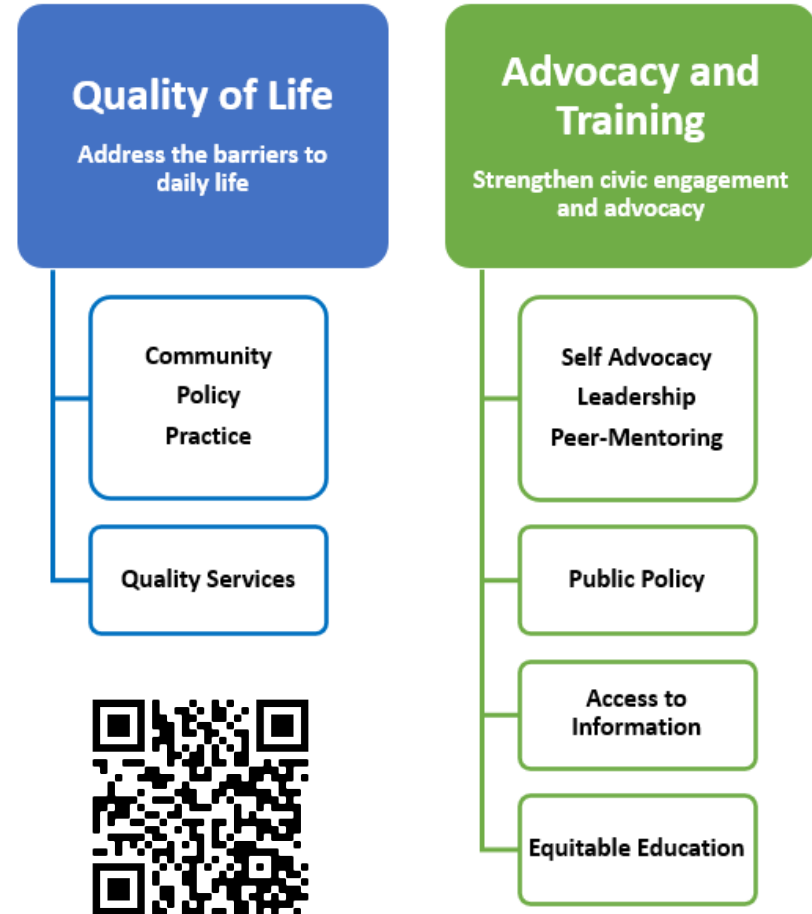 Quality of Life
Address the barriers to
daily life
Community
Policy
Practice
Quality Services
Advocacy and
Training
Strengthen civic engagement
and advocacy
Self Advocacy
Leadership
Peer-Mentoring
Public Policy
Access to
Information
Equitable Education